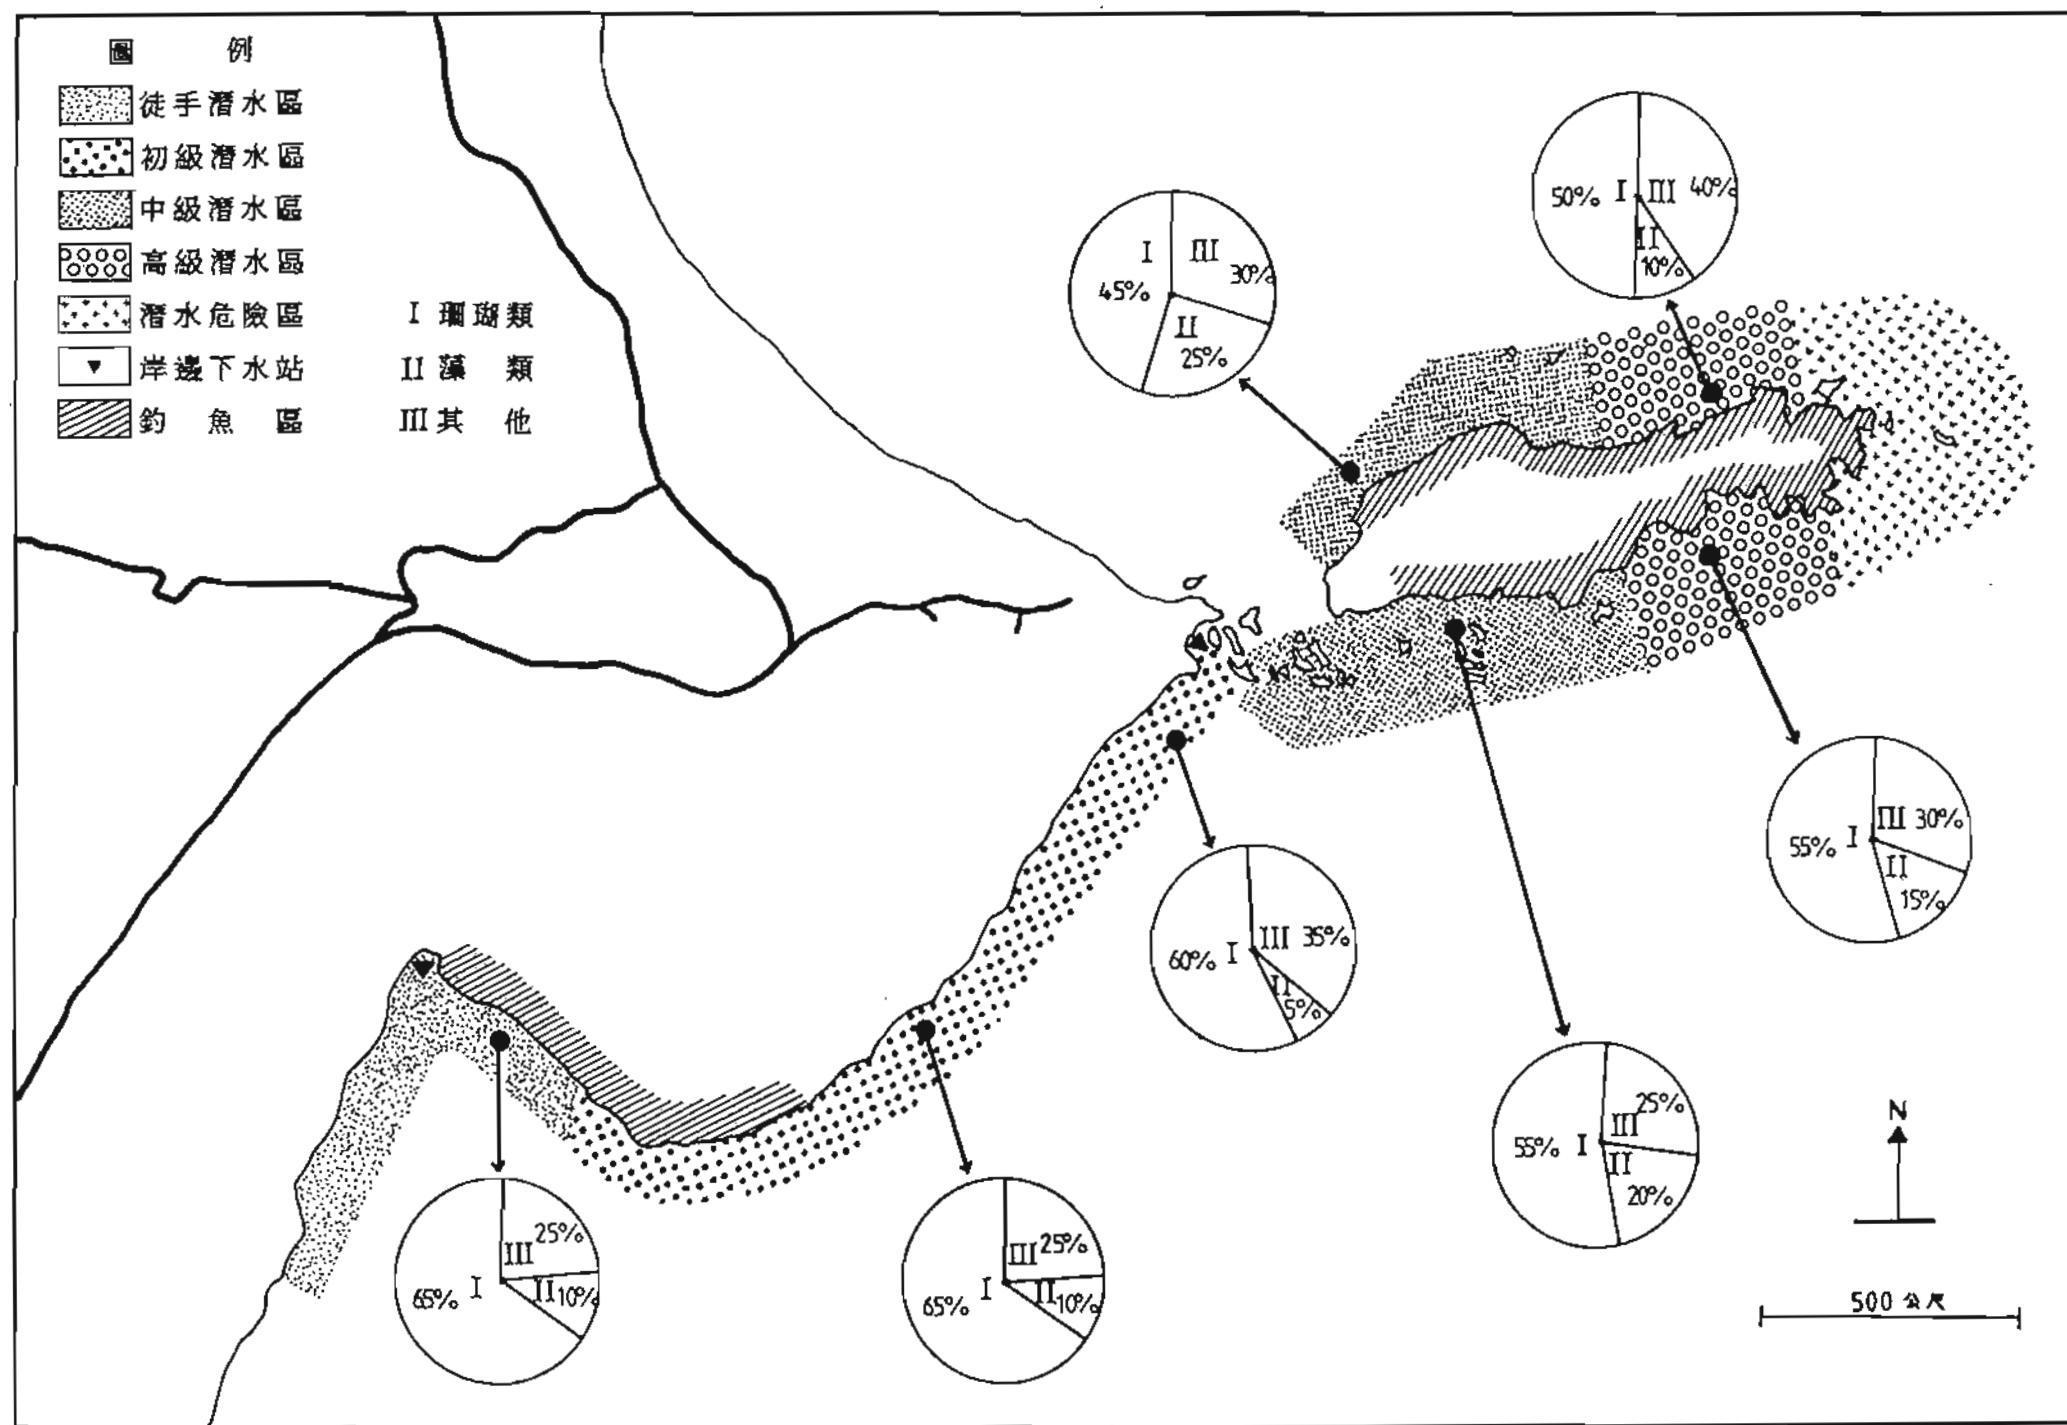 圖 例
徒手潛水區
初級潛水區
中級潛水區
高級潛水區
潛水危險區
岸邊下水站
釣魚區
I 珊瑚類
II 藻類
III 其他
I 45%
III 30%
II 25%
50% I
III 40%
II 10%
55% I
III 30%
II 15%
60% I
III 35%
II 5%
55% I
III 25%
II 20%
65% I
III 25%
II 10%
65% I
III 25%
II 10%
N
500 公尺